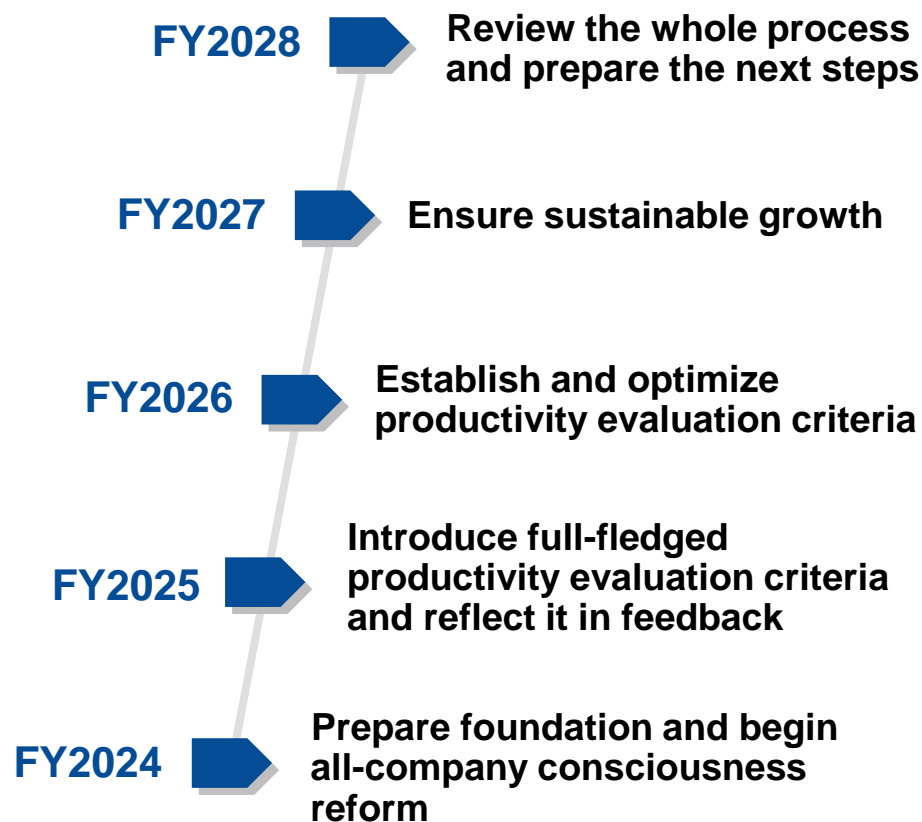 FY2028
Review the whole process
and prepare the next steps
FY2027
Ensure sustainable growth
FY2026
Establish and optimize
productivity evaluation criteria
FY2025
Introduce full-fledged
productivity evaluation criteria
and reflect it in feedback
FY2024
Prepare foundation and begin
all-company consciousness
reform